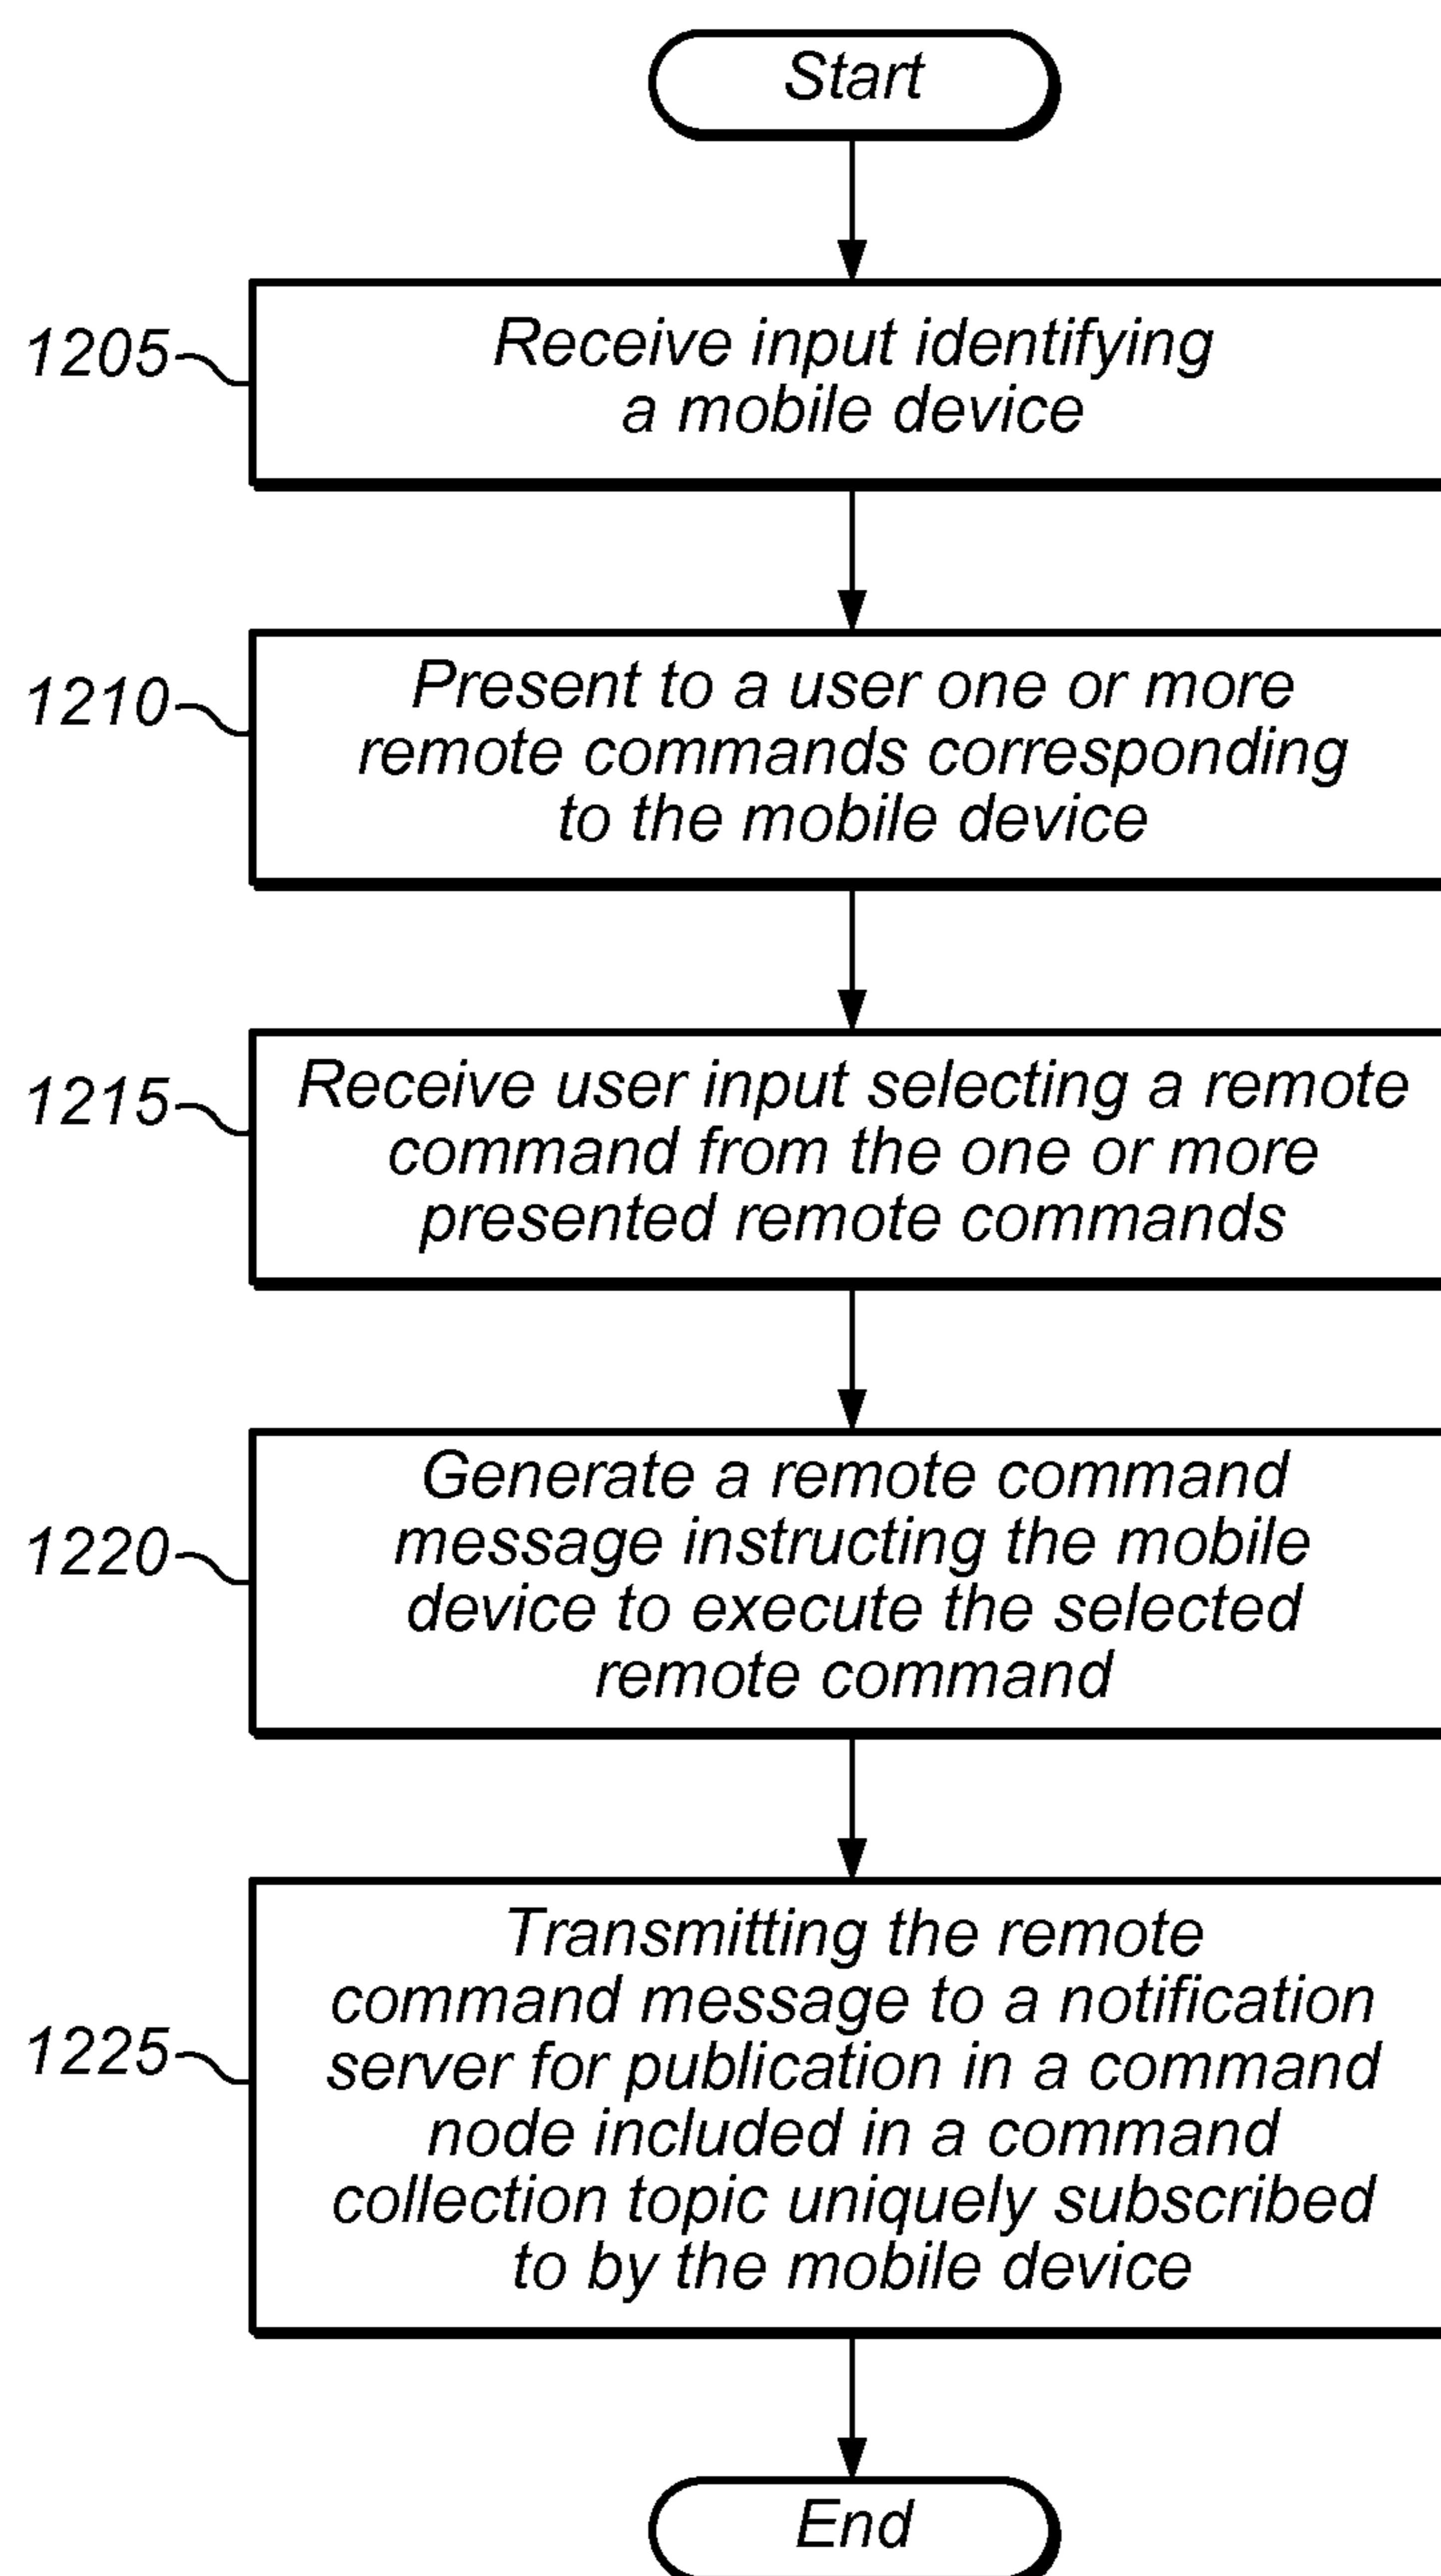 Start
1205
Receive input identifying
a mobile device
1210
Present to a user one or more
remote commands corresponding
to the mobile device
1215
Receive user input selecting a remote
command from the one or more
presented remote commands
1220
Generate a remote command
message instructing the mobile
device to execute the selected
remote command
1225
Transmitting the remote
command message to a notification
server for publication in a command
node included in a command
collection topic uniquely subscribed
to by the mobile device
End